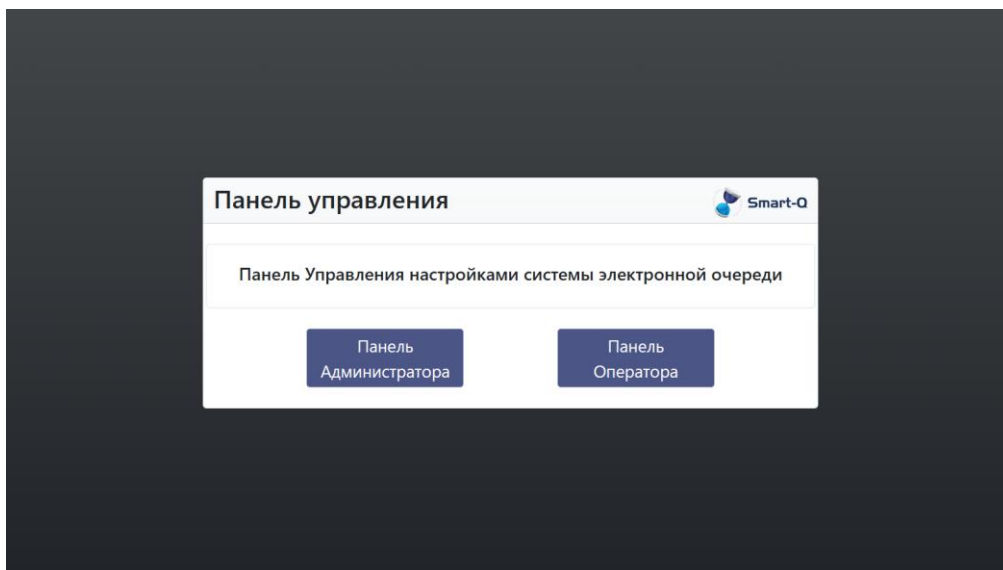 Панель управления
Smart-Q
Панель Управления настройками системы электронной очереди
Панель
Администратора
Панель
Оператора